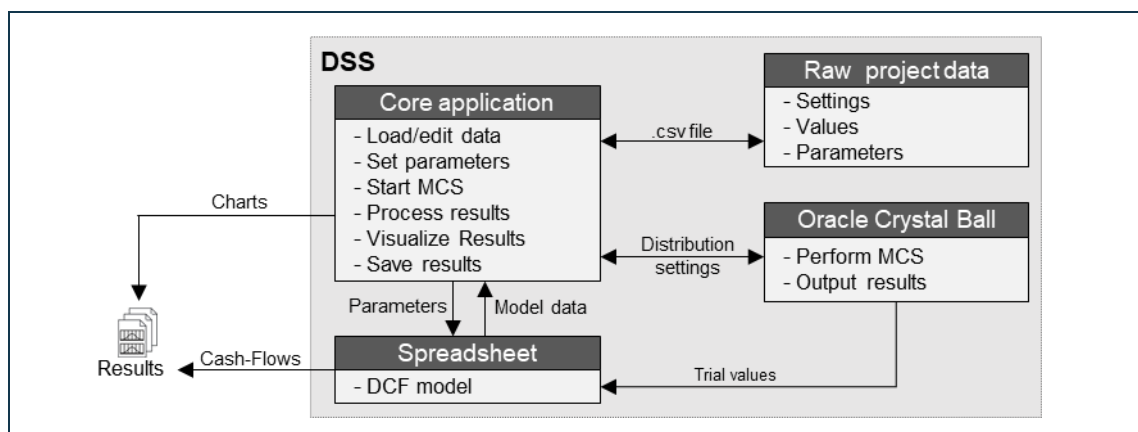 DSS
Core application
- Load/edit data
- Set parameters
- Start MCS
- Process results
- Visualize Results
- Save results
.csv file
Raw project data
- Settings
- Values
- Parameters
Charts
Distribution
settings
Oracle Crystal Ball
- Perform MCS
- Output results
Parameters
Model data
Results
Cash-Flows
Spreadsheet
- DCF model
Trial values